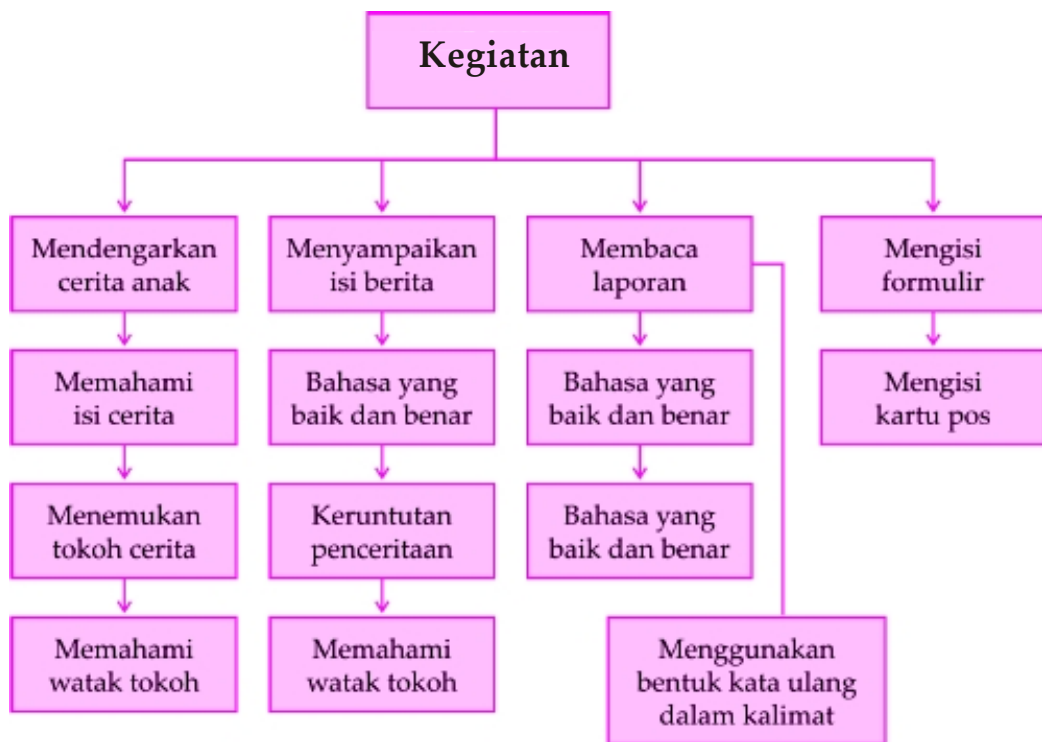 Kegiatan
Mendengarkan
cerita anak
Memahami
isi cerita
Menemukan
tokoh cerita
Memahami
watak tokoh
Menyampaikan
isi berita
Bahasa yang
baik dan benar
Keruntutan
penceritaan
Memahami
watak tokoh
Membaca
laporan
Bahasa yang
baik dan benar
Bahasa yang
baik dan benar
Menggunakan
bentuk kata ulang
dalam kalimat
Mengisi
formulir
Mengisi
kartu pos